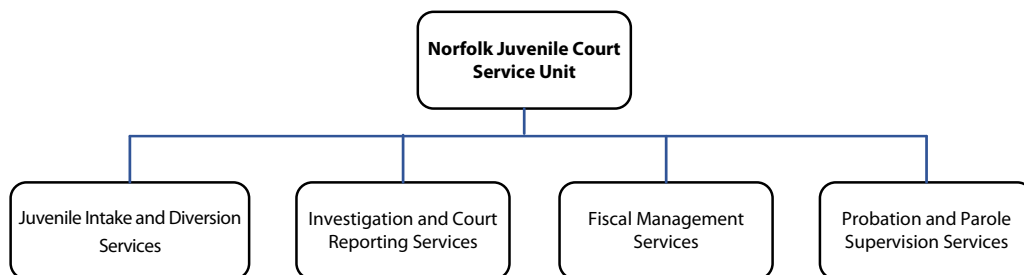 Norfolk Juvenile Court
Service Unit
Juvenile Intake and Diversion
Services
Investigation and Court
Reporting Services
Fiscal Management
Services
Probation and Parole
Supervision Services